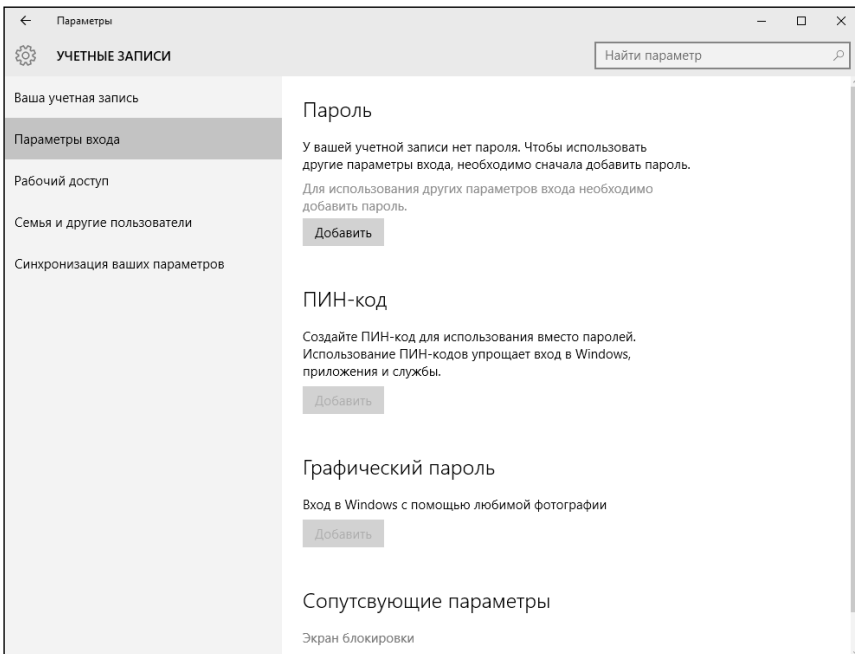 Параметры
УЧЕТНЫЕ ЗАПИСИ
Найти параметр
Ваша учетная запись
Параметры входа
Рабочий доступ
Семья и другие пользователи
Синхронизация ваших параметров
Пароль
У вашей учетной записи нет пароля. Чтобы использовать
другие параметры входа, необходимо сначала добавить пароль.
Для использования других параметров входа необходимо
добавить пароль.
Добавить
ПИН-код
Создайте ПИН-код для использования вместо паролей.
Использование ПИН-кодов упрощает вход в Windows,
приложения и службы.
Добавить
Графический пароль
Вход в Windows с помощью любимой фотографии
Добавить
Сопутсвующие параметры
Экран блокировки